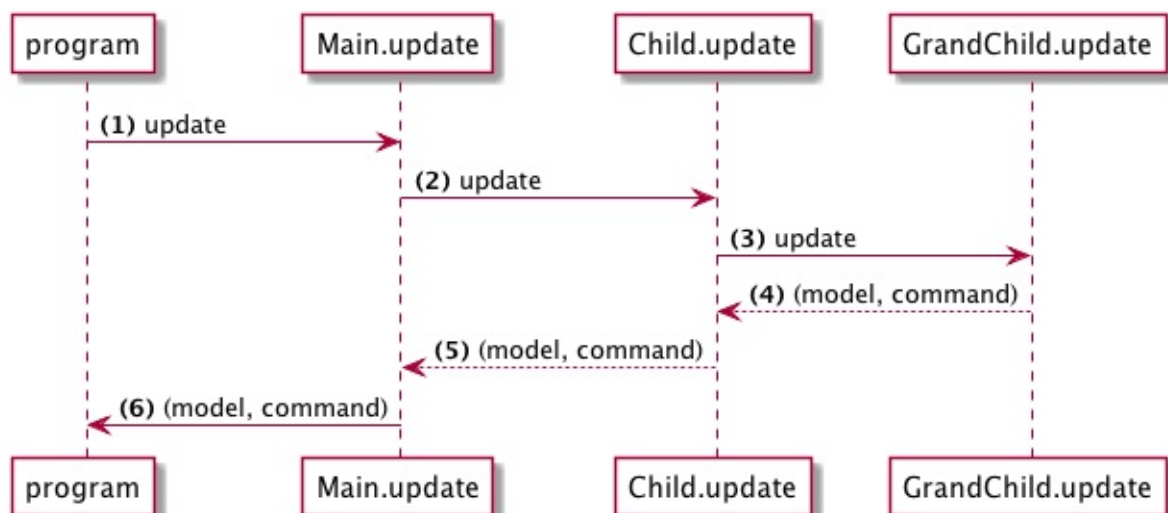 program Main.update Child.update GrandChild.update
(1) update
(2) update
(3) update
(4) (model, command)
(5) (model, command)
(6) (model, command)
program Main.update Child.update GrandChild.update